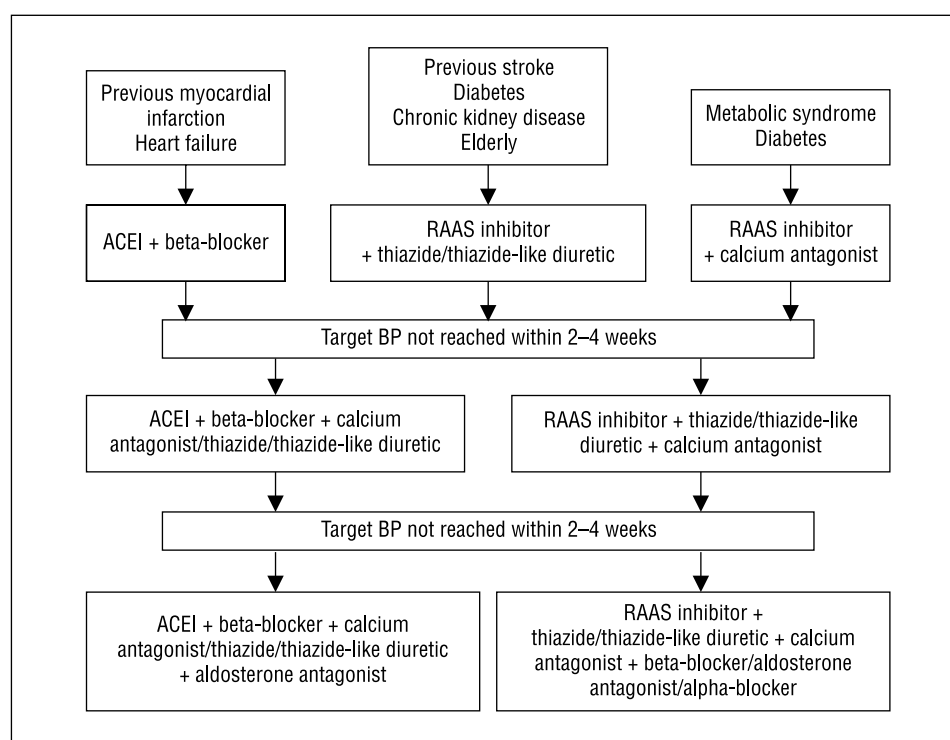 Previous myocardial
infarction
Heart failure
Previous stroke
Diabetes
Chronic kidney disease
Elderly
Metabolic syndrome
Diabetes
ACEI + beta-blocker
RAAS inhibitor
+ thiazide/thiazide-like diuretic
RAAS inhibitor
+ calcium antagonist
Target BP not reached within 2–4 weeks
ACEI + beta-blocker + calcium
antagonist/thiazide/thiazide-like diuretic
RAAS inhibitor + thiazide/thiazide-like
diuretic + calcium antagonist
Target BP not reached within 2–4 weeks
ACEI + beta-blocker + calcium
antagonist/thiazide/thiazide-like diuretic
+ aldosterone antagonist
RAAS inhibitor +
thiazide/thiazide-like diuretic + calcium
antagonist + beta-blocker/aldosterone
antagonist/alpha-blocker